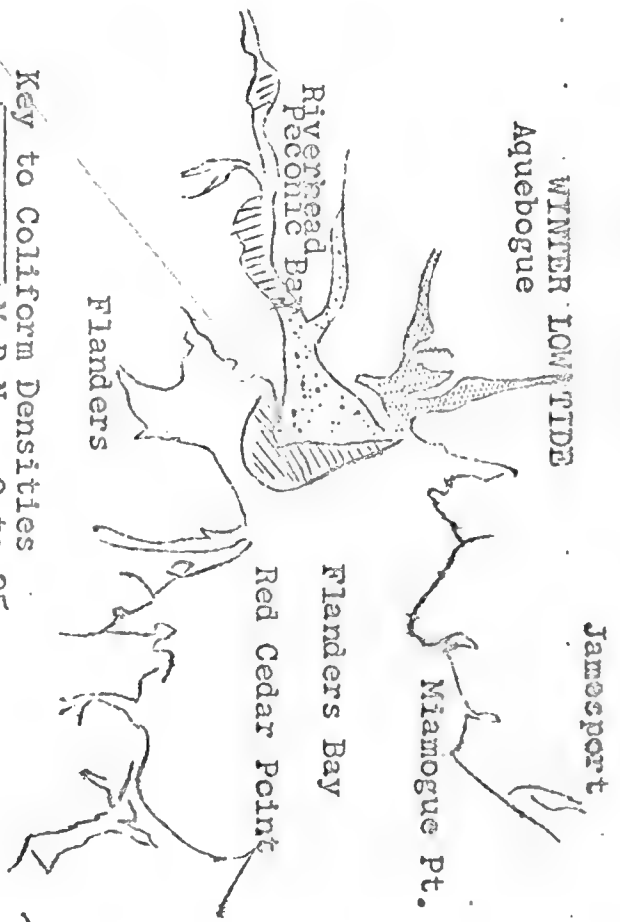 Jamesport
WINTER LOW TIDE
Aquebogue
Miamogue Pt.
Riverhead
Peconic Bay
Flanders Bay
Red Cedar Point
Flanders
Key to Coliform Densities